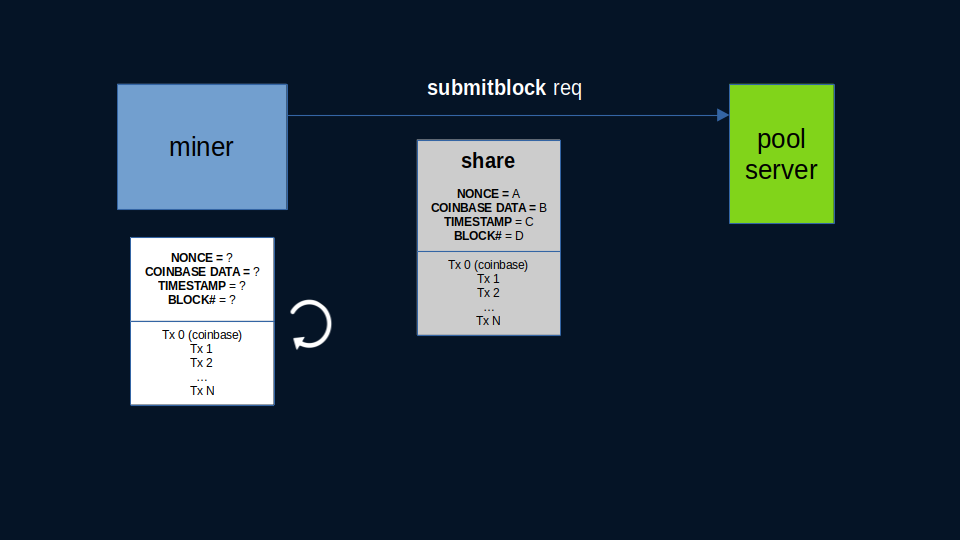 submitblock req
miner
pool
server
share
NONCE = A
COINBASE DATA = B
TIMESTAMP = C
BLOCK# = D
Tx 0 (coinbase)
Tx 1
Tx 2
…
Tx N
NONCE = ?
COINBASE DATA = ?
TIMESTAMP = ?
BLOCK# = ?
Tx 0 (coinbase)
Tx 1
Tx 2
…
Tx N